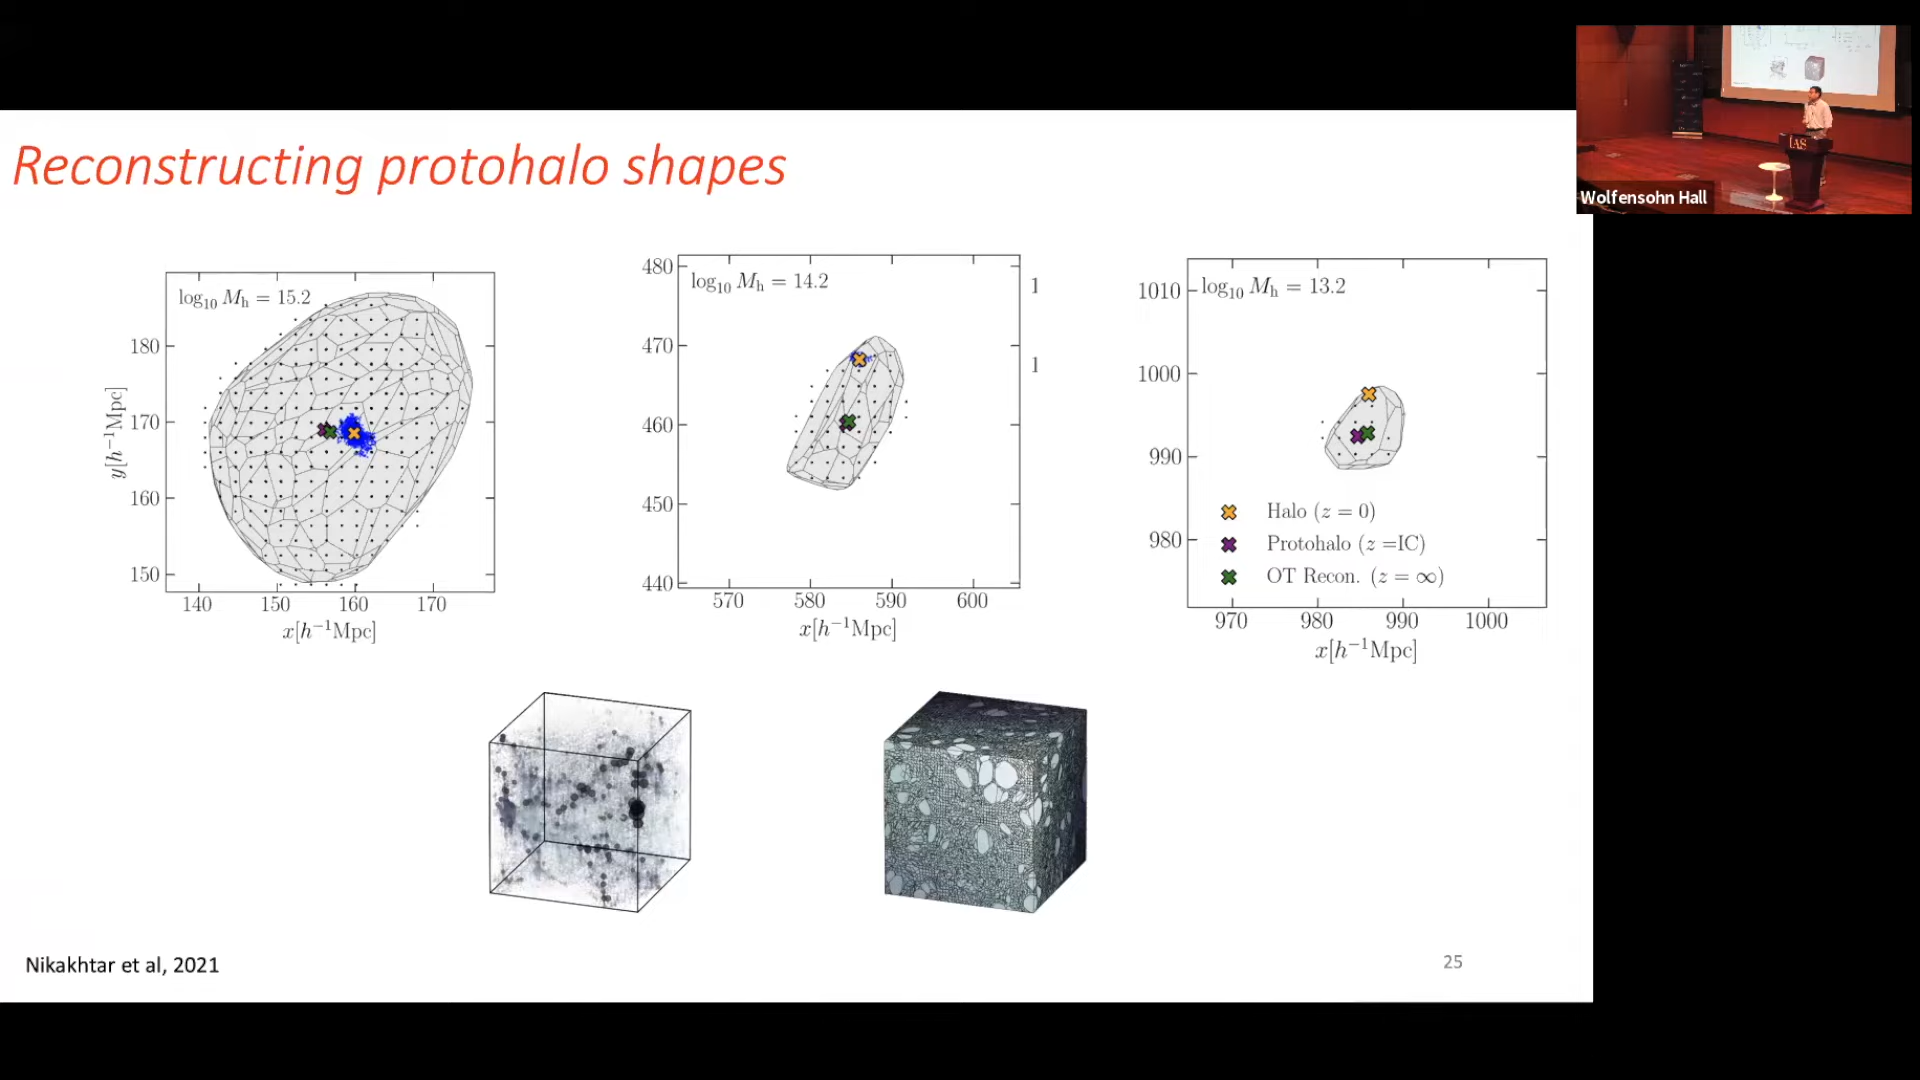 Reconstructing protohalo shapes
Wolfensohn Hall
IAS
log₁₀ Mₕ = 15.2
180
170
160
150
y[h⁻¹Mpc]
140 150 160 170
x[h⁻¹Mpc]
log₁₀ Mₕ = 14.2
480
470
460
450
440
570 580 590 600
x[h⁻¹Mpc]
1
1
log₁₀ Mₕ = 13.2
1010
1000
990
980
Halo (z = 0)
Protohalo (z =IC)
OT Recon. (z = ∞)
970 980 990 1000
x[h⁻¹Mpc]
Nikakhtar et al, 2021
25